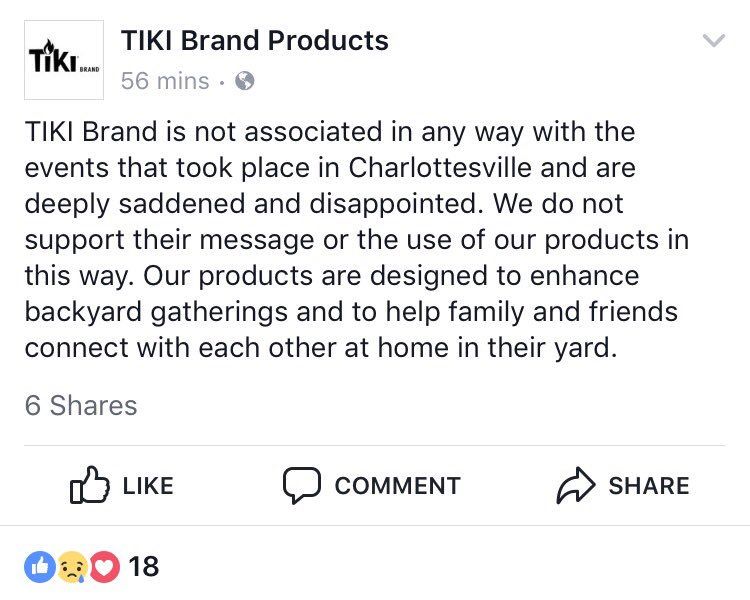 TIKI BRAND
TIKI Brand Products
56 mins ·
TIKI Brand is not associated in any way with the
events that took place in Charlottesville and are
deeply saddened and disappointed. We do not
support their message or the use of our products in
this way. Our products are designed to enhance
backyard gatherings and to help family and friends
connect with each other at home in their yard.
6 Shares
LIKE COMMENT SHARE
18